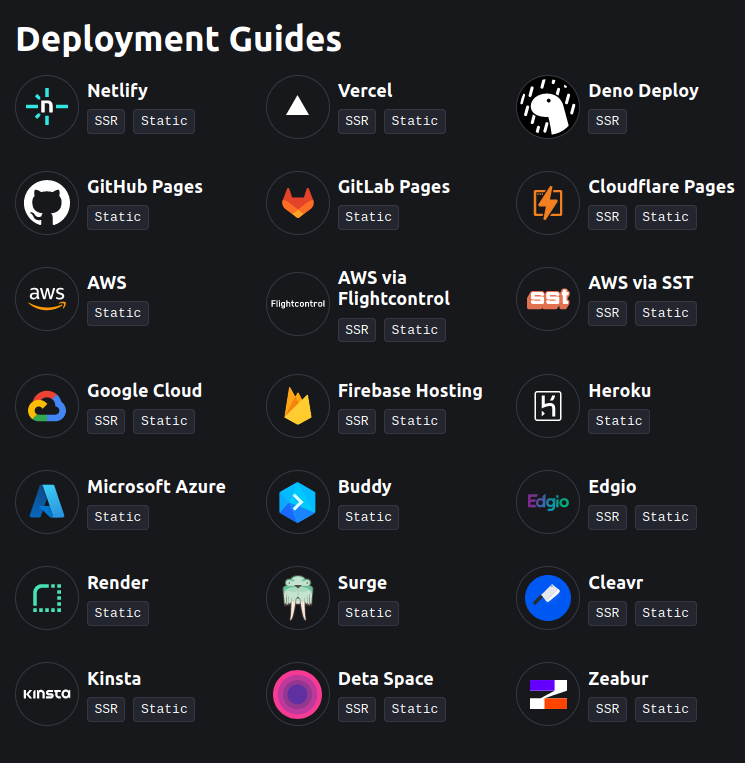 Deployment Guides
Netlify
SSR Static
Vercel
SSR Static
Deno Deploy
SSR
GitHub Pages
Static
GitLab Pages
Static
Cloudflare Pages
SSR Static
aws
AWS
Static
Flightcontrol
AWS via
Flightcontrol
SSR Static
sst
AWS via SST
SSR Static
Google Cloud
SSR Static
Firebase Hosting
SSR Static
Heroku
Static
Microsoft Azure
Static
Buddy
Static
Edgio
Edgio
SSR Static
Render
Static
Surge
Static
Cleavr
SSR Static
KINSTA
Kinsta
SSR Static
Deta Space
SSR Static
Zeabur
SSR Static